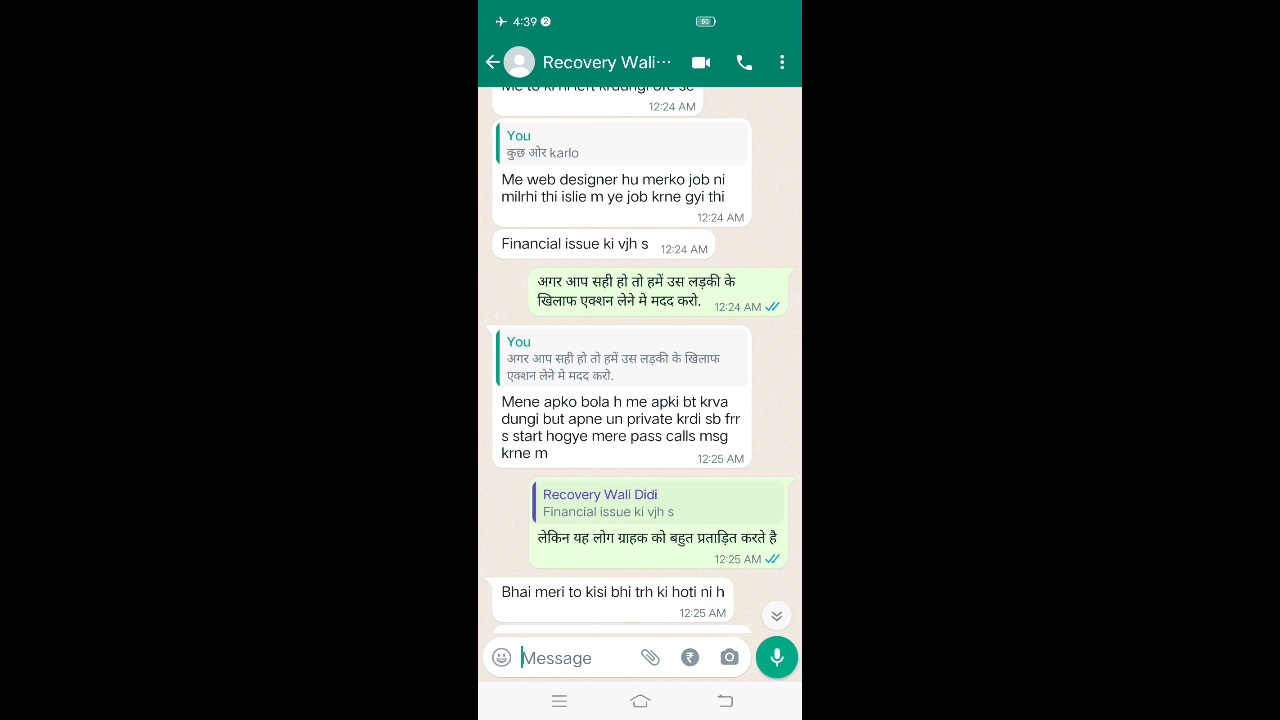 4:39 2
86
Recovery Wali...
12:24 AM
You
कुछ ओर karlo
Me web designer hu merko job ni
milrhi thi islie m ye job krne gyi thi
12:24 AM
Financial issue ki vjh s 12:24 AM
अगर आप सही हो तो हमें उस लड़की के
खिलाफ एक्शन लेने मे मदद करो. 12:24 AM
You
अगर आप सही हो तो हमें उस लड़की के खिलाफ
एक्शन लेने मे मदद करो.
Mene apko bola h me apki bt krva
dungi but apne un private krdi sb frr
s start hogye mere pass calls msg
krne m 12:25 AM
Recovery Wali Didi
Financial issue ki vjh s
लेकिन यह लोग ग्राहक को बहुत प्रताड़ित करते है
12:25 AM
Bhai meri to kisi bhi trh ki hoti ni h
12:25 AM
Message